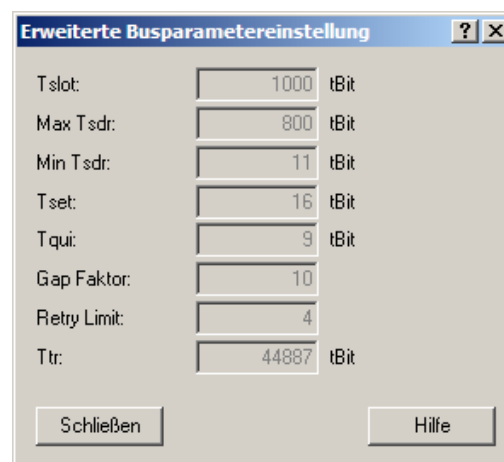 Erweiterte Busparametereinstellung
Tslot: 1000 tBit
Max Tsdr: 800 tBit
Min Tsdr: 11 tBit
Tset: 16 tBit
Tqui: 9 tBit
Gap Faktor: 10
Retry Limit: 4
Ttr: 44887 tBit
Schließen Hilfe